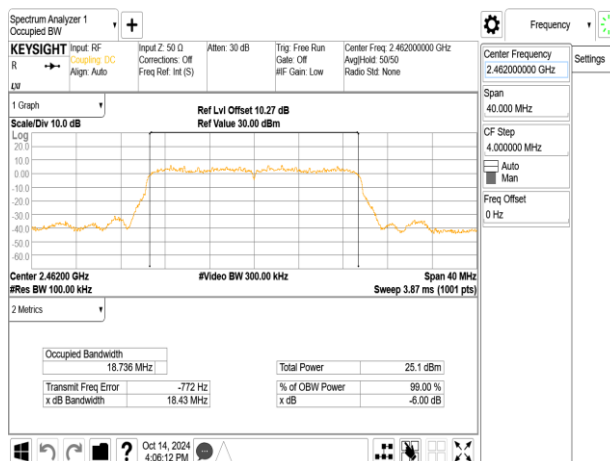 Spectrum Analyzer 1
Occupied BW
Frequency
KEYSIGHT
R
LXI
Input: RF
Coupling: DC
Align: Auto
Input Z: 50 Ω
Corrections: Off
Freq Ref: Int (S)
Atten: 30 dB
Trig: Free Run
Gate: Off
#IF Gain: Low
Center Freq: 2.462000000 GHz
Avg|Hold: 50/50
Radio Std: None
Center Frequency
2.462000000 GHz
Settings
Span
40.000 MHz
CF Step
4.000000 MHz
Auto
Man
Freq Offset
0 Hz
1 Graph
Scale/Div 10.0 dB
Ref Lvl Offset 10.27 dB
Ref Value 30.00 dBm
Log
20.0
10.0
0.00
-10.0
-20.0
-30.0
-40.0
-50.0
-60.0
Center 2.46200 GHz
#Res BW 100.00 kHz
#Video BW 300.00 kHz
Span 40 MHz
Sweep 3.87 ms (1001 pts)
2 Metrics
Occupied Bandwidth
18.736 MHz
Total Power 25.1 dBm
Transmit Freq Error -772 Hz
% of OBW Power 99.00 %
x dB Bandwidth 18.43 MHz
x dB -6.00 dB
?
Oct 14, 2024
4:06:12 PM